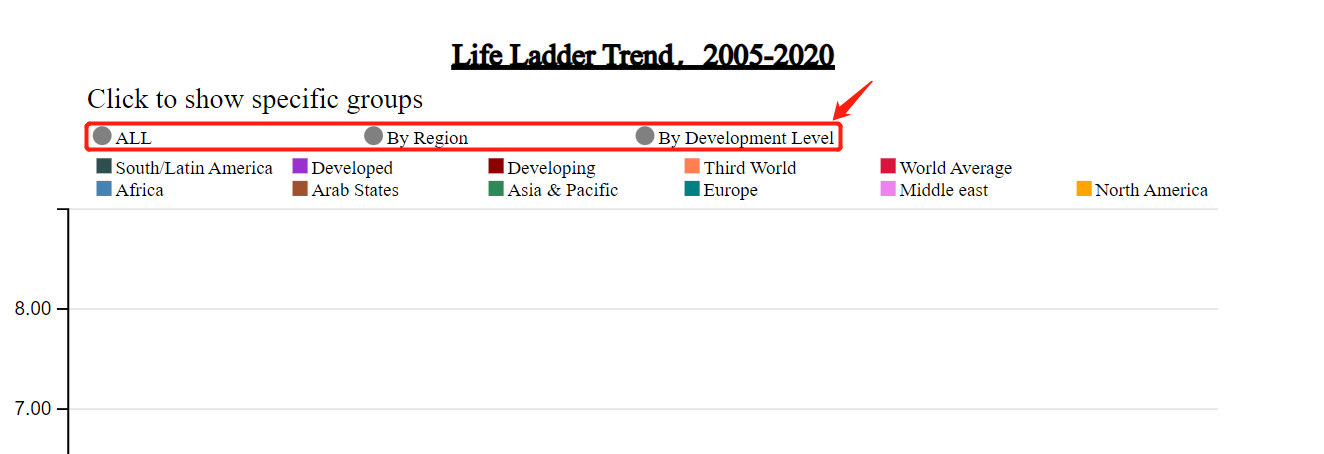 Life Ladder Trend， 2005-2020
Click to show specific groups
ALL By Region By Development Level
South/Latin America Developed Developing Third World World Average
Africa Arab States Asia & Pacific Europe Middle east North America
8.00
7.00